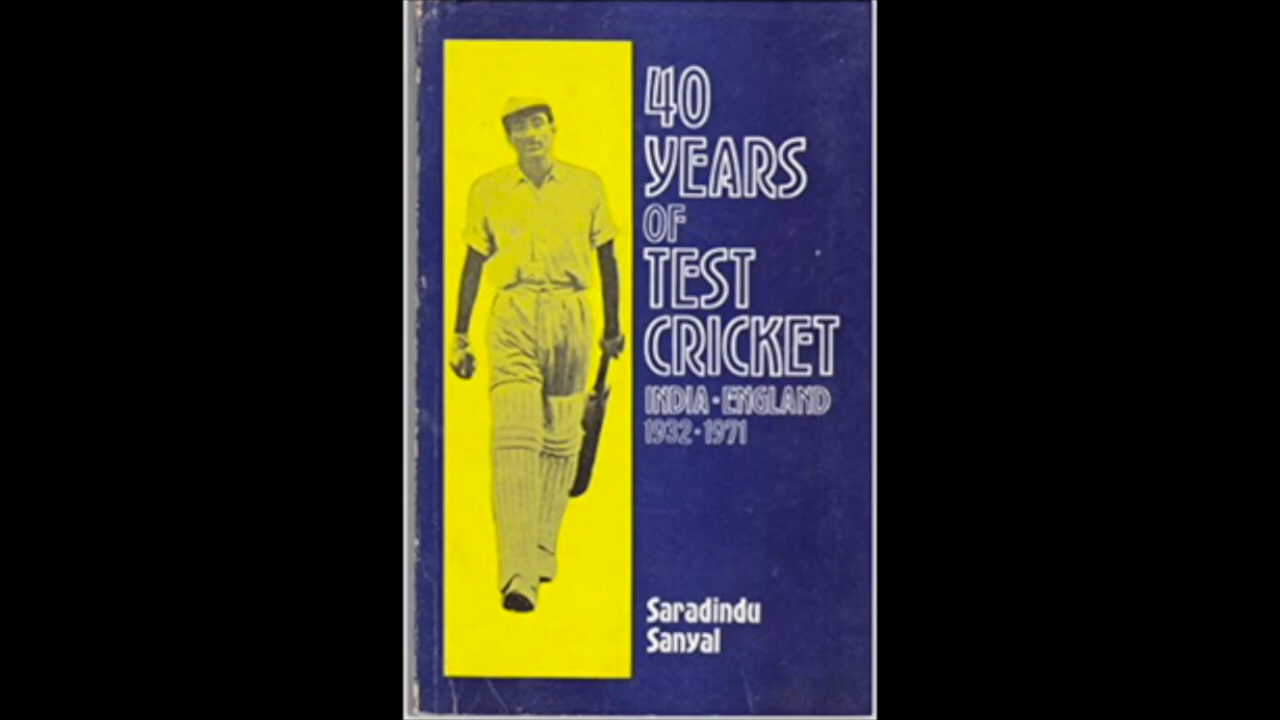 40
YEARS
OF
TEST
CRICKET
INDIA • ENGLAND
1932 • 1971
Saradindu
Sanyal